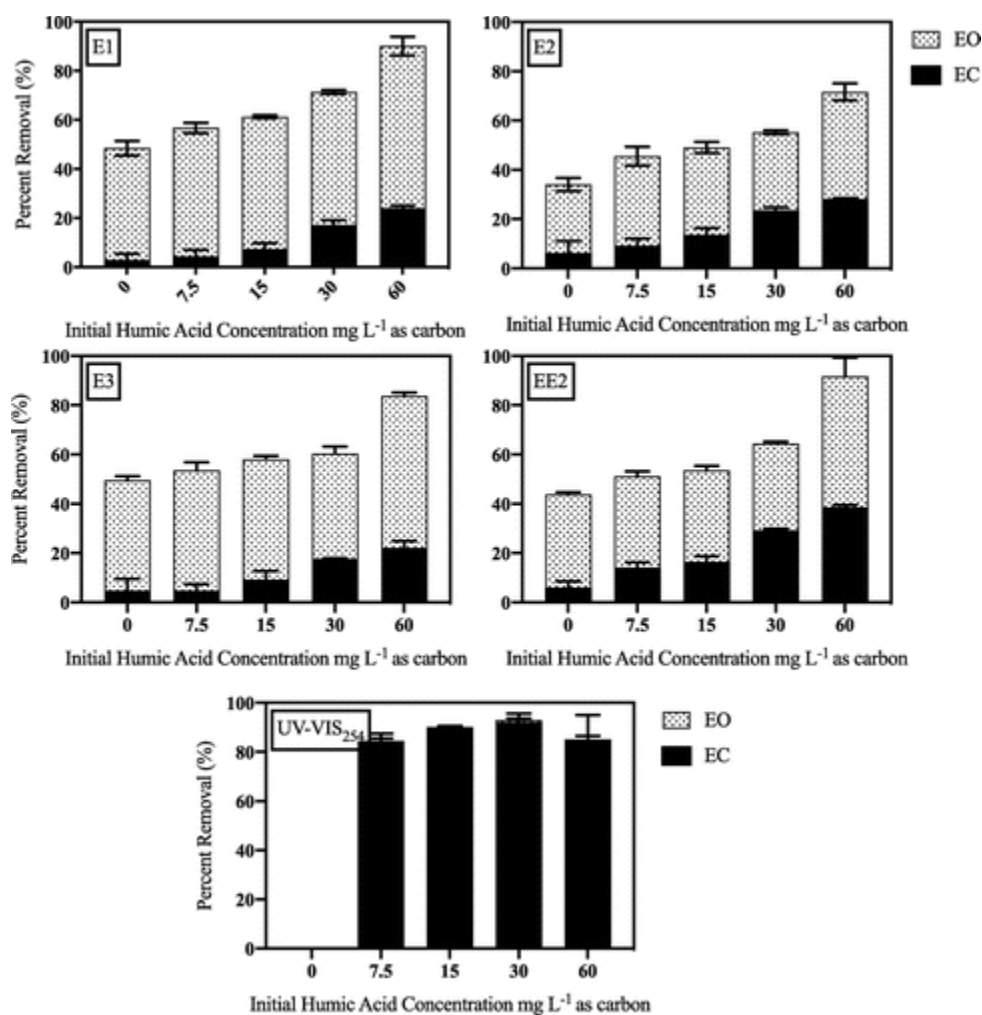 E1
Percent Removal (%)
100
80
60
40
20
0
0 7.5 15 30 60
Initial Humic Acid Concentration mg L⁻¹ as carbon
E2
100
80
60
40
20
0
0 7.5 15 30 60
Initial Humic Acid Concentration mg L⁻¹ as carbon
EO
EC
E3
Percent Removal (%)
100
80
60
40
20
0
0 7.5 15 30 60
Initial Humic Acid Concentration mg L⁻¹ as carbon
EE2
100
80
60
40
20
0
0 7.5 15 30 60
Initial Humic Acid Concentration mg L⁻¹ as carbon
UV-VIS₂₅₄
Percent Removal (%)
100
80
60
40
20
0
0 7.5 15 30 60
Initial Humic Acid Concentration mg L⁻¹ as carbon
EO
EC